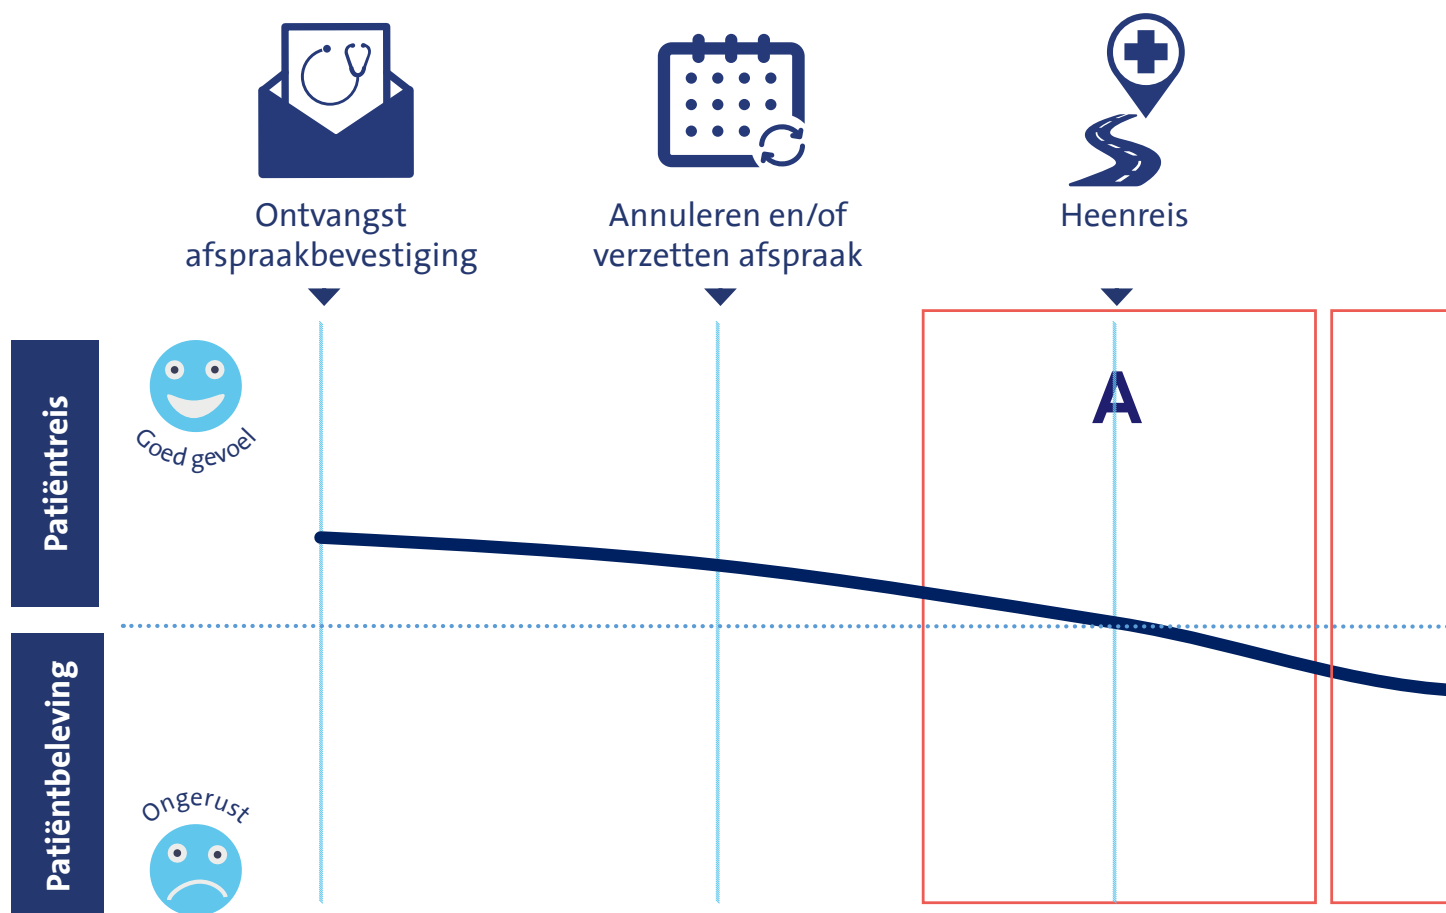 Ontvangst
afspraakbevestiging
Annuleren en/of
verzetten afspraak
Heenreis
A
Patiëntreis
Goed gevoel
Patiëntbeleving
Ongerust